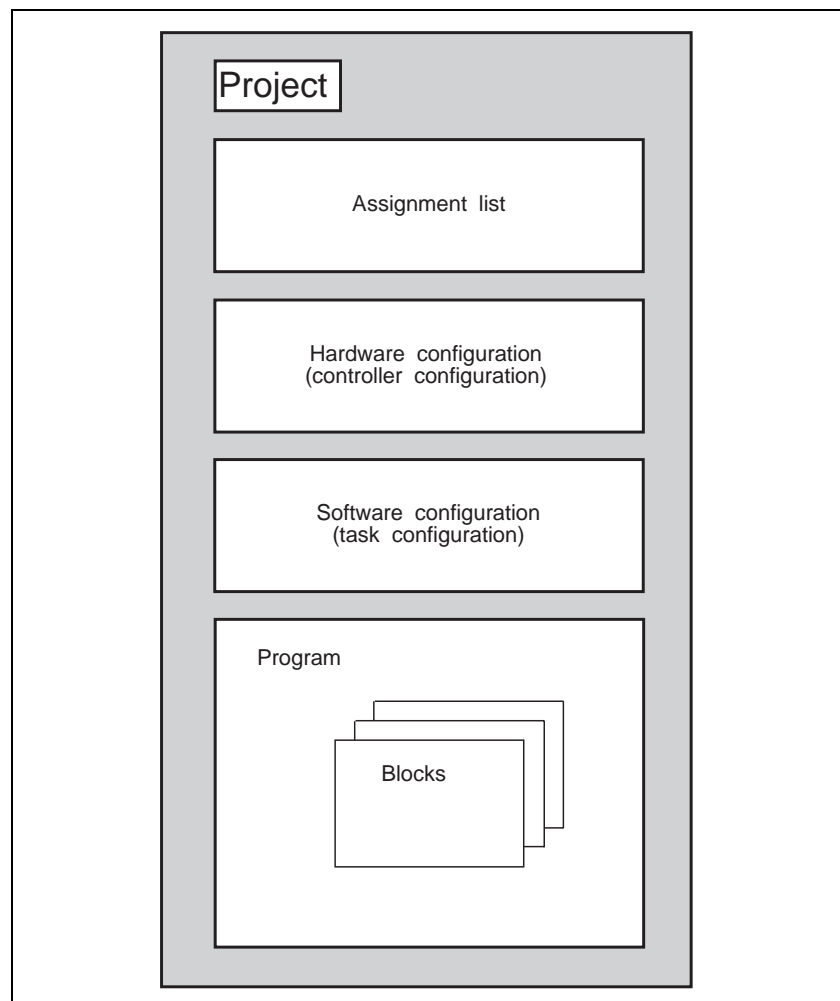 Project
Assignment list
Hardware configuration
(controller configuration)
Software configuration
(task configuration)
Program
Blocks